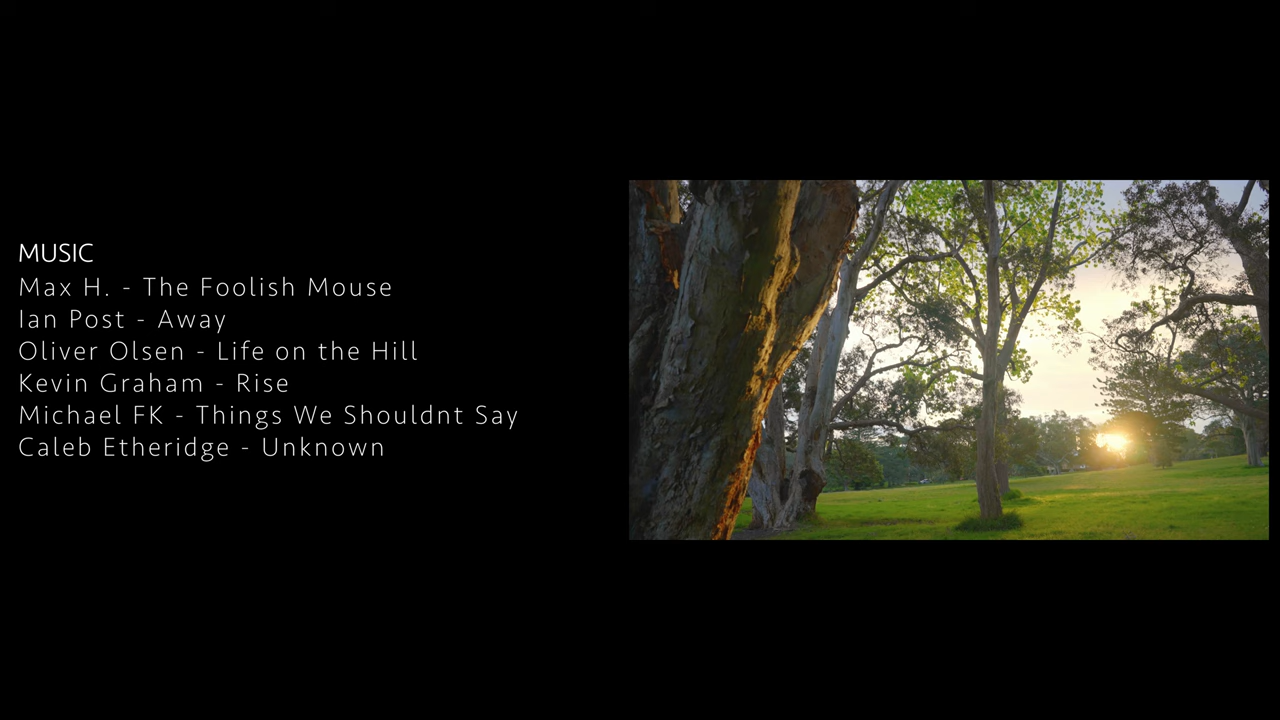 MUSIC
Max H. - The Foolish Mouse
Ian Post - Away
Oliver Olsen - Life on the Hill
Kevin Graham - Rise
Michael FK - Things We Shouldnt Say
Caleb Etheridge - Unknown